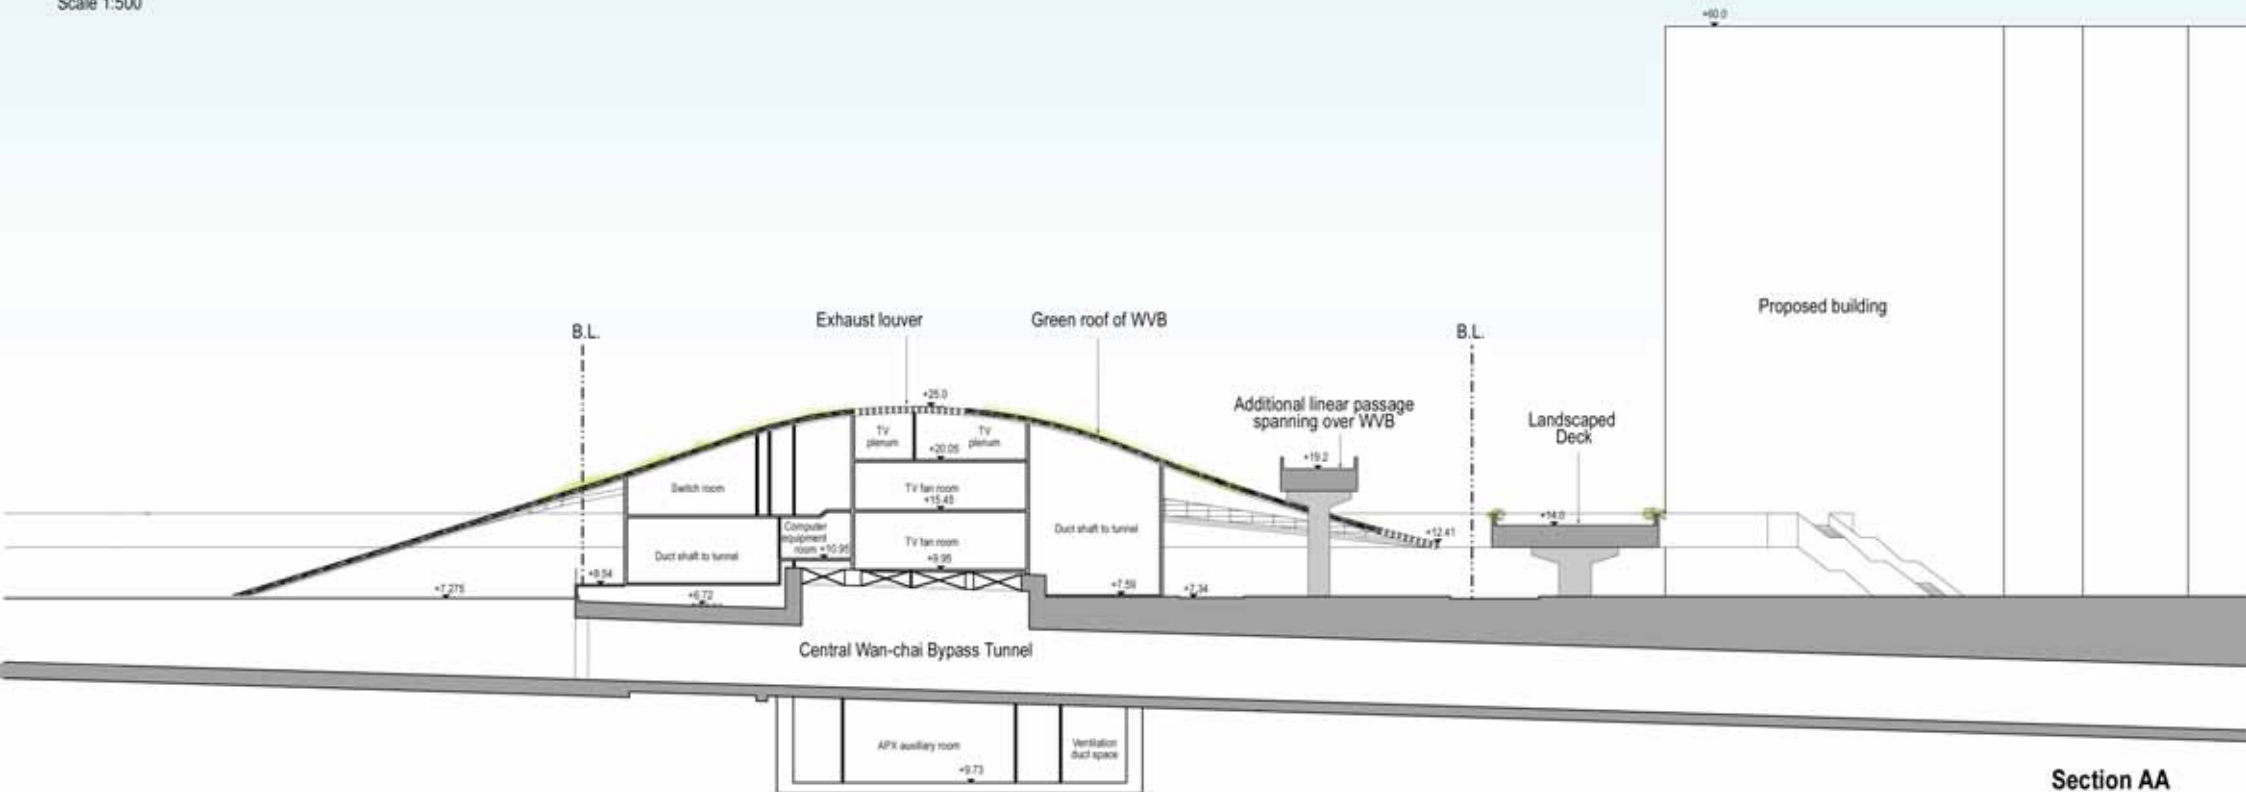 Scale 1:500
+60.0
Proposed building
B.L.
Exhaust louver
Green roof of WVB
B.L.
+25.0
Additional linear passage
spanning over WVB
Landscaped
Deck
TV
plenum
TV
plenum
+20.05
+19.2
Switch room
TV fan room
+15.45
+14.0
Computer
equipment
room +10.95
Duct shaft to tunnel
TV fan room
+9.95
Duct shaft to tunnel
+12.41
+7.275
+8.54
+6.72
+7.59
+7.34
Central Wan-chai Bypass Tunnel
APX auxiliary room
Ventilation
duct space
+9.73
Section AA